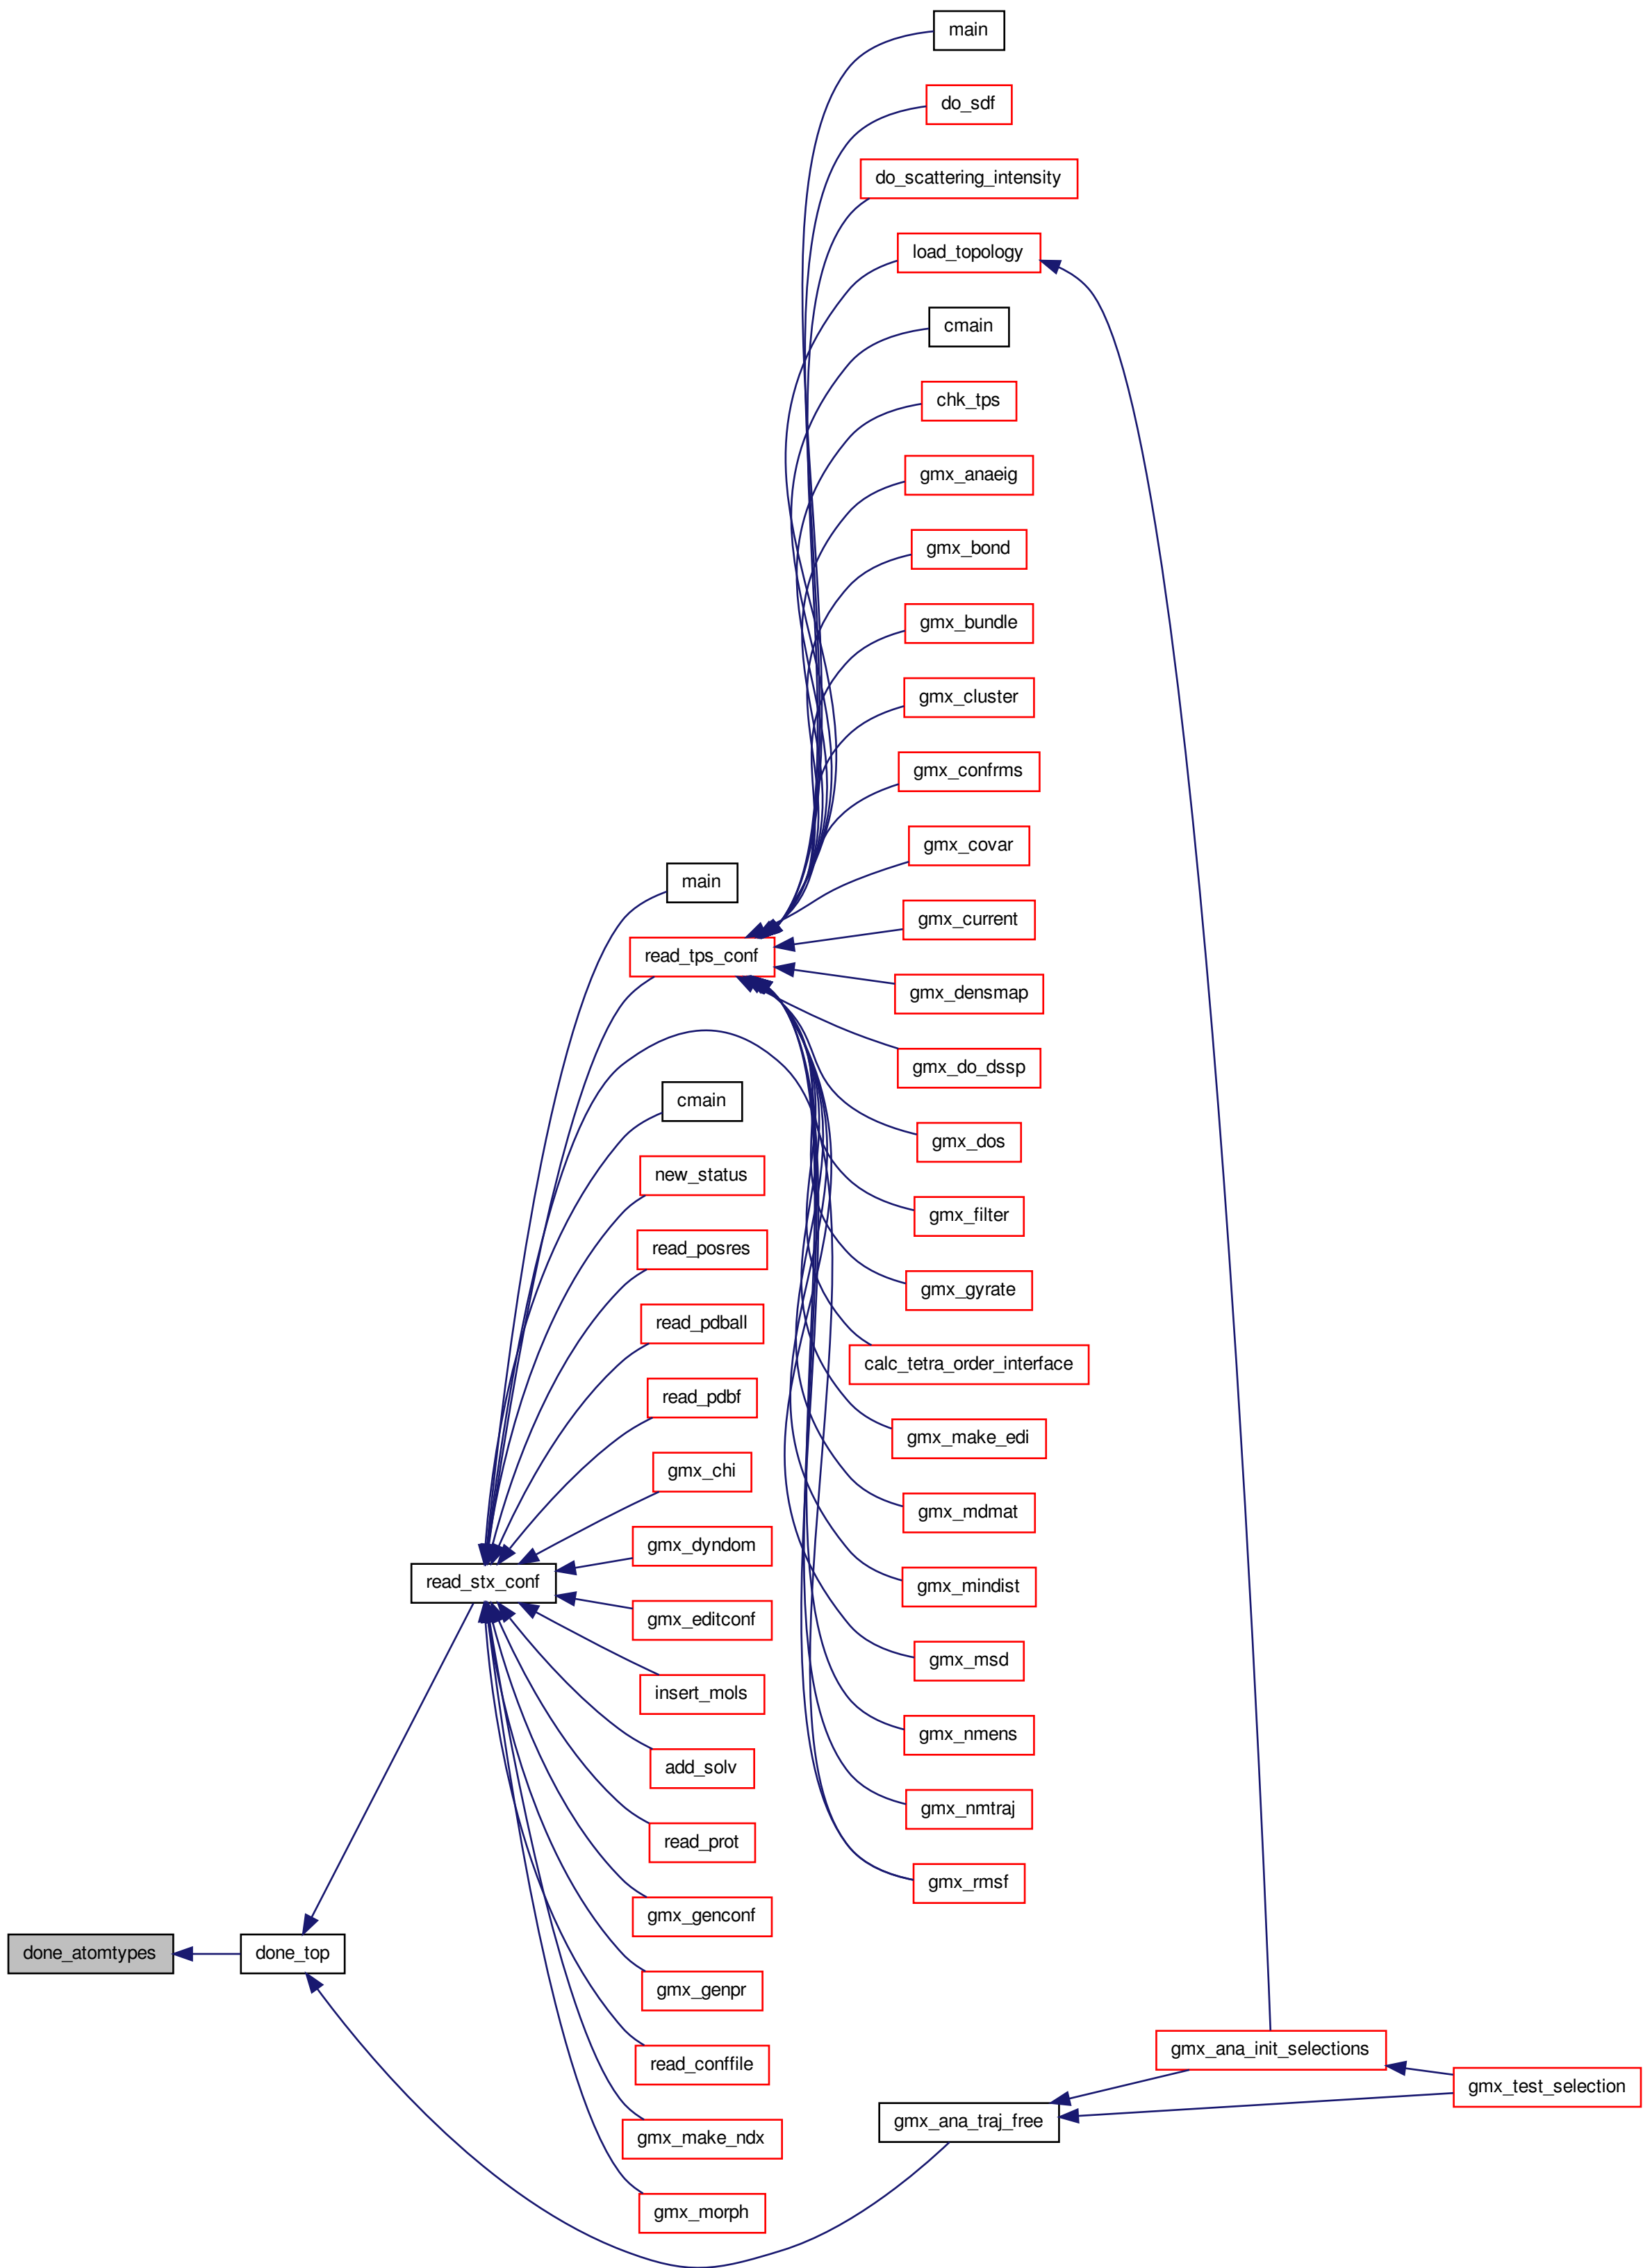 main
do_sdf
do_scattering_intensity
load_topology
cmain
chk_tps
gmx_anaeig
gmx_bond
gmx_bundle
gmx_cluster
gmx_confrms
gmx_covar
main
gmx_current
read_tps_conf
gmx_densmap
gmx_do_dssp
cmain
gmx_dos
new_status
gmx_filter
read_posres
gmx_gyrate
read_pdball
calc_tetra_order_interface
read_pdbf
gmx_make_edi
gmx_chi
gmx_mdmat
gmx_dyndom
read_stx_conf
gmx_mindist
gmx_editconf
gmx_msd
insert_mols
gmx_nmens
add_solv
gmx_nmtraj
read_prot
gmx_rmsf
gmx_genconf
done_atomtypes
done_top
gmx_genpr
gmx_ana_init_selections
read_conffile
gmx_test_selection
gmx_ana_traj_free
gmx_make_ndx
gmx_morph